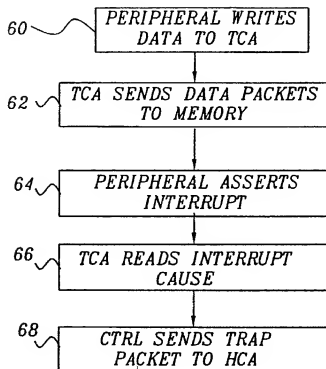 60
PERIPHERAL WRITES
DATA TO TCA
62
TCA SENDS DATA PACKETS
TO MEMORY
64
PERIPHERAL ASSERTS
INTERRUPT
66
TCA READS INTERRUPT
CAUSE
68
CTRL SENDS TRAP
PACKET TO HCA